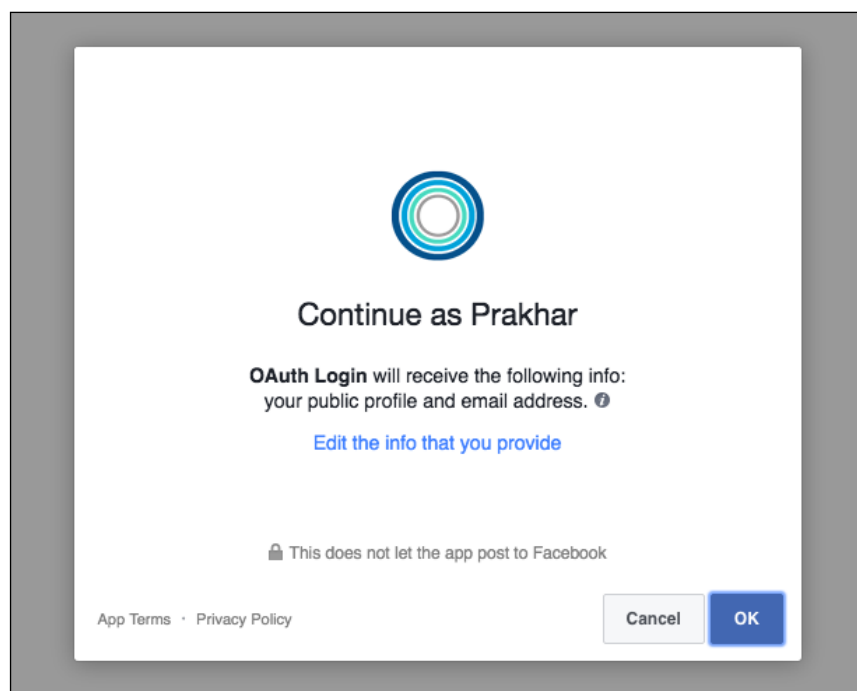 Continue as Prakhar
OAuth Login will receive the following info:
your public profile and email address.
Edit the info that you provide
This does not let the app post to Facebook
App Terms · Privacy Policy
Cancel
OK